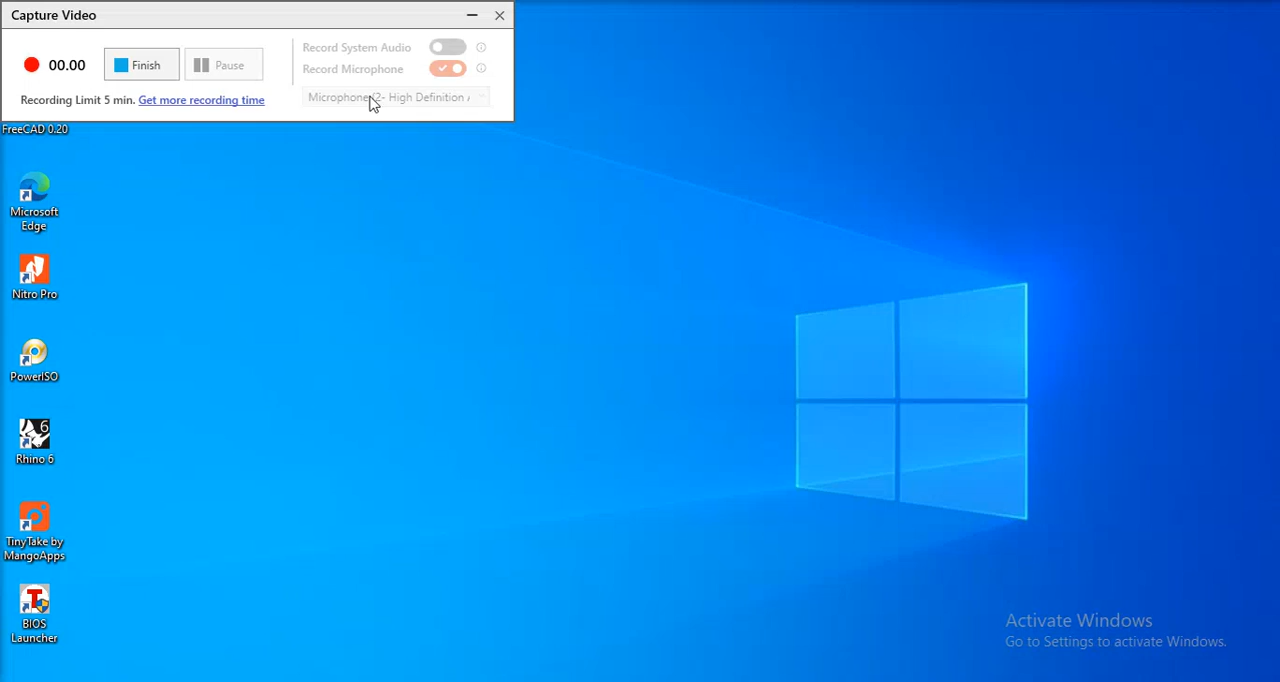 Capture Video
00.00
Finish
Pause
Record System Audio
Record Microphone
Microphone (2- High Definition
Recording Limit 5 min. Get more recording time
FreeCAD 0.20
Microsoft
Edge
Nitro Pro
PowerISO
6
Rhino 6
TinyTake by
MangoApps
T
BIOS
Launcher
Activate Windows
Go to Settings to activate Windows.